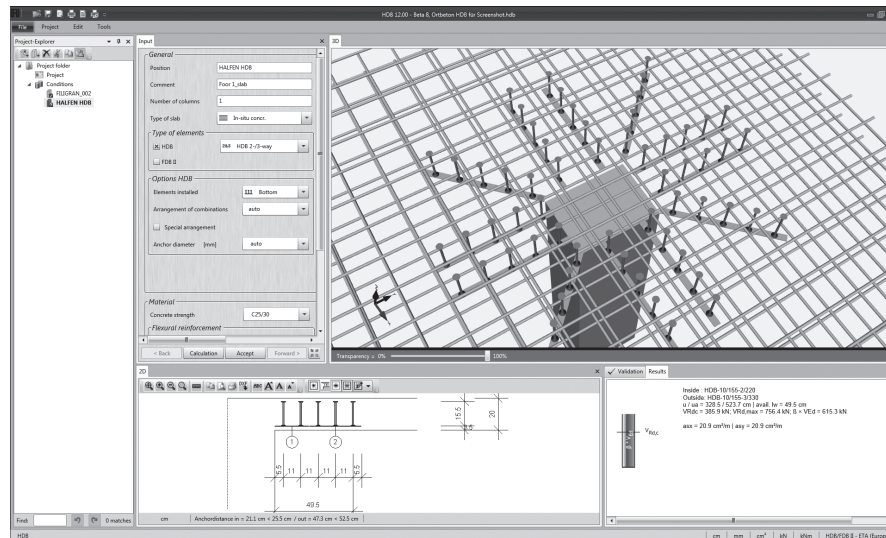 HDB 12.00 - Beta 8, Ortbeton HDB für Screenshot.hdb
File Project Edit Tools
Project-Explorer
Project folder
Project
Conditions
FILIGRAN_002
HALFEN HDB
Find: 0 matches
Input
General
Position HALFEN HDB
Comment Foor 1_slab
Number of columns 1
Type of slab In-situ concr.
Type of elements
HDB HDB 2-/3-way
FDB II
Options HDB
Elements installed Bottom
Arrangement of combinations auto
Special arrangement
Anchor diameter [mm] auto
Material
Concrete strength C25/30
Flexural reinforcement
< Back Calculation Accept Forward >
3D
Transparency = 0% 100%
2D
ABC A A
15.5
20
1 2
5.5 11 11 11 11 5.5
49.5
cm Anchordistance in = 21.1 cm < 25.5 cm / out = 47.3 cm < 52.5 cm
Validation Results
Inside : HDB-10/155-2/220
Outside: HDB-10/155-3/330
u / ua = 328.5 / 523.7 cm | avail. lw = 49.5 cm
VRdc = 385.9 kN, VRd,max = 756.4 kN; ß × VEd = 615.3 kN
asx = 20.9 cm²/m | asy = 20.9 cm²/m
VRd,c
HDB cm mm cm² kN kNm HDB/FDB II - ETA (Europ